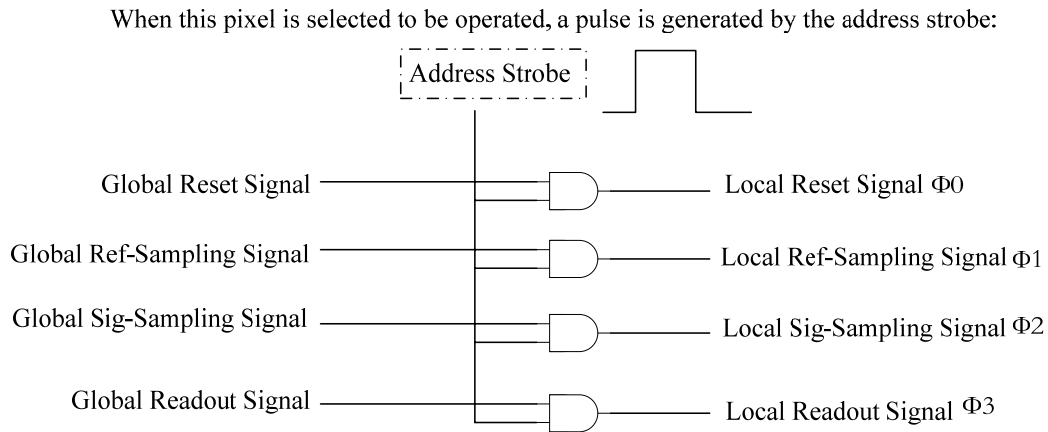 When this pixel is selected to be operated, a pulse is generated by the address strobe:
Address Strobe
Global Reset Signal
Local Reset Signal Φ0
Global Ref-Sampling Signal
Local Ref-Sampling Signal Φ1
Global Sig-Sampling Signal
Local Sig-Sampling Signal Φ2
Global Readout Signal
Local Readout Signal Φ3